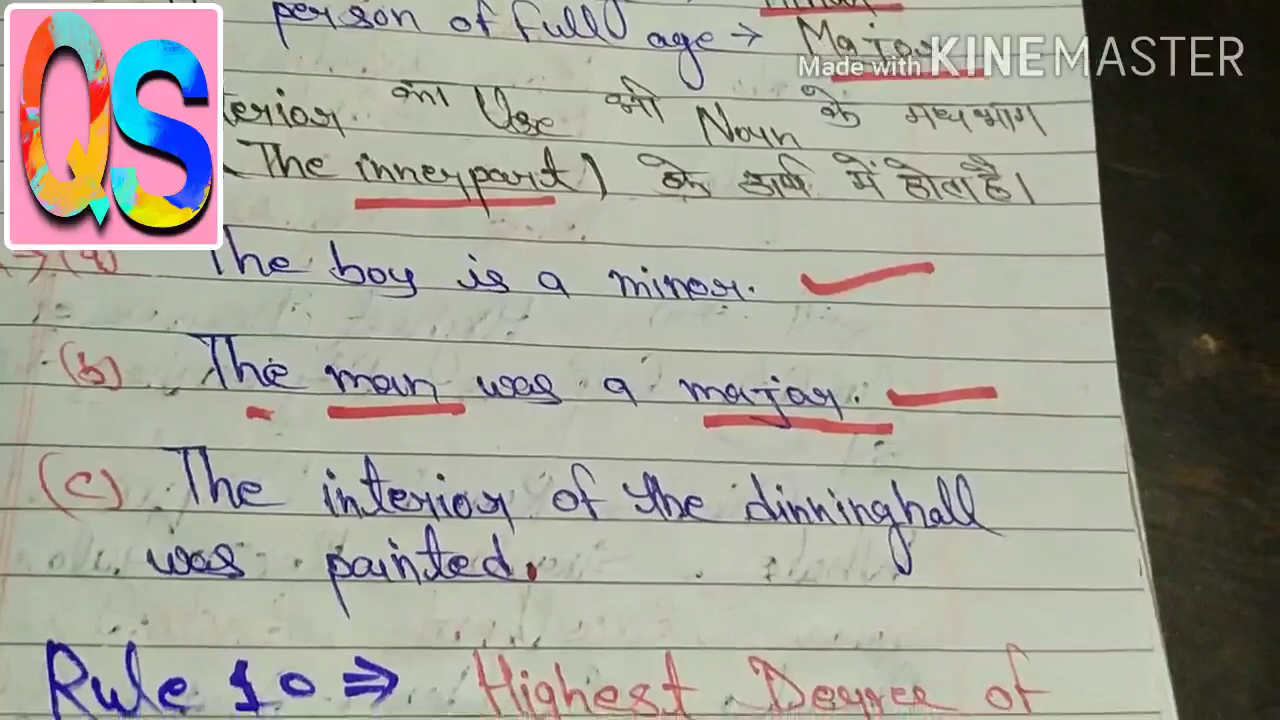 person of full age → Major
Made with KINEMASTER
QS
terior का Use भी Noun के मध्यभाग
(The innerpart) के अर्थ में होता है।
→ (a) The boy is a minor.
(b) The man was a major.
(c) The interior of the dinninghall
was painted.
Rule 10 ⇒ Highest Degree of